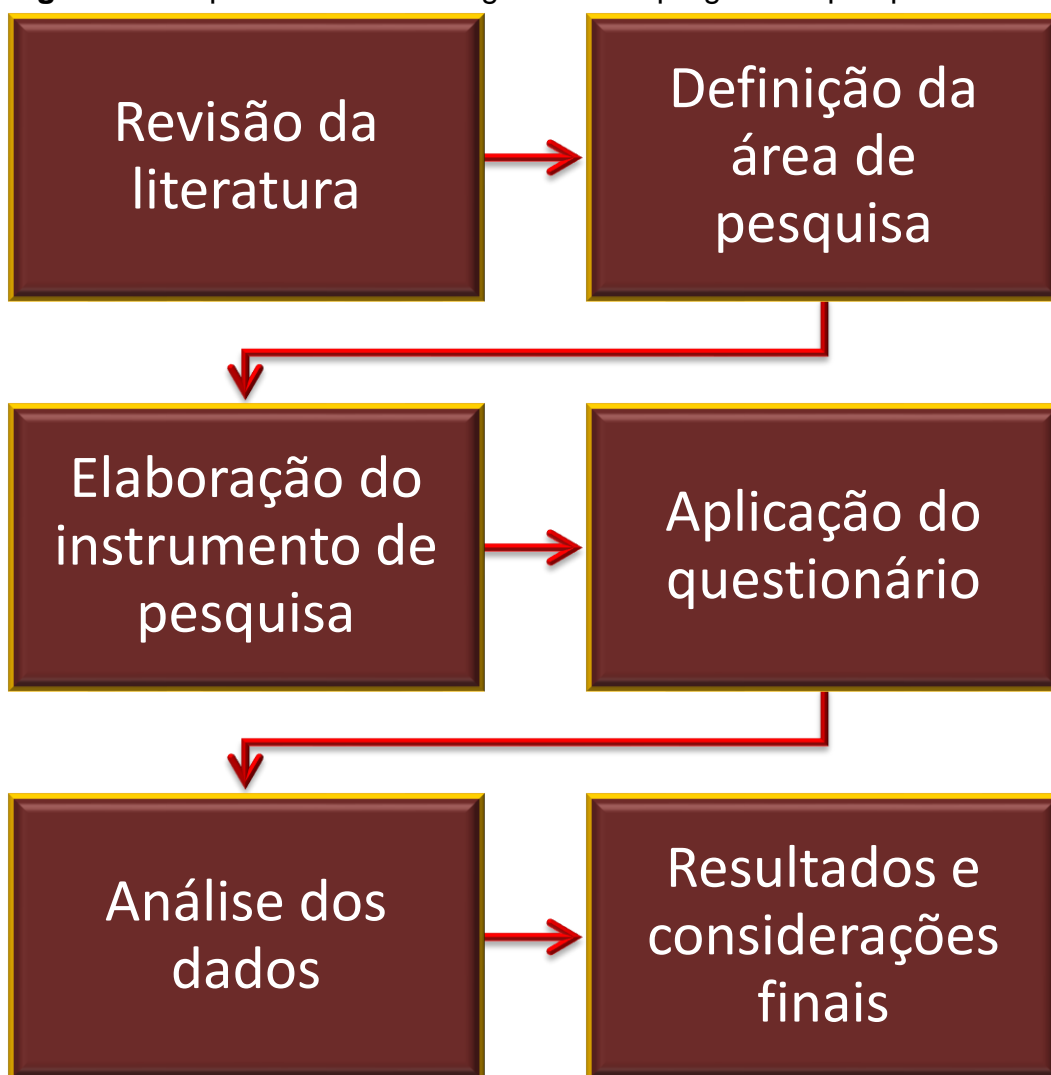 Revisão da
literatura
Definição da
área de
pesquisa
Elaboração do
instrumento de
pesquisa
Aplicação do
questionário
Análise dos
dados
Resultados e
considerações
finais